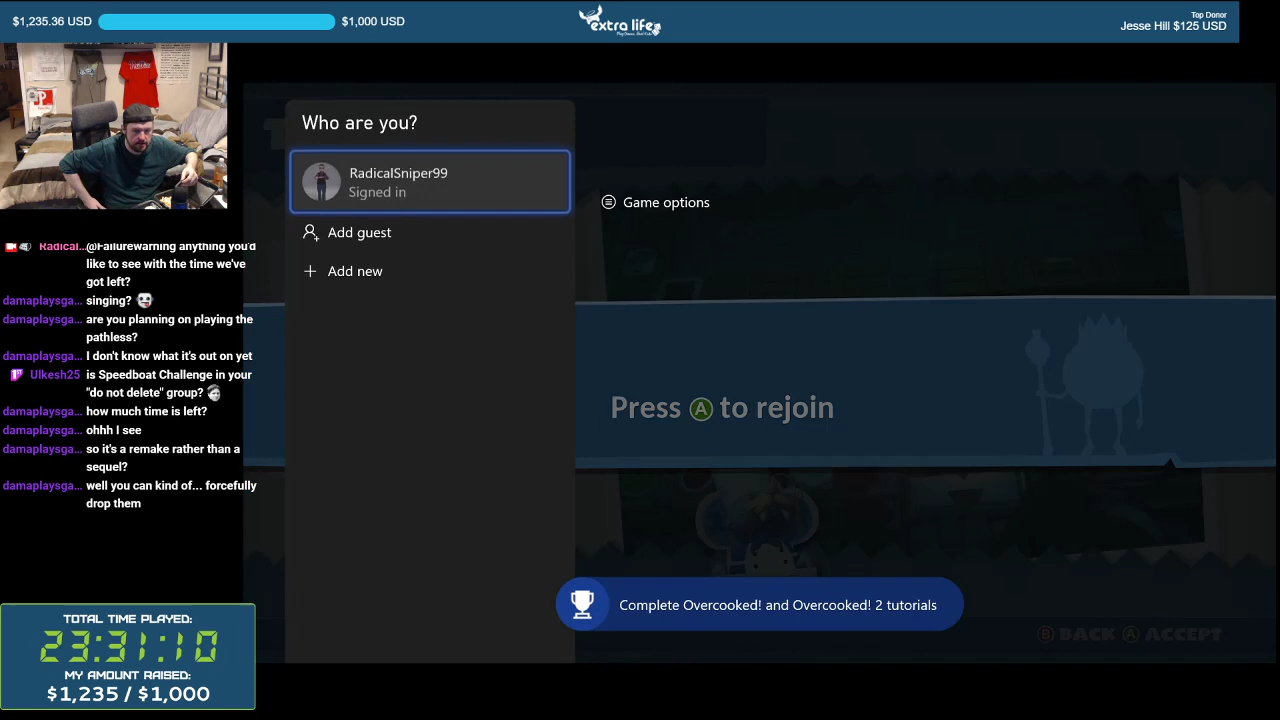 $1,235.36 USD
$1,000 USD
extra life
Top Donor
Jesse Hill $125 USD
Who are you?
RadicalSniper99
Signed in
Add guest
Add new
Game options
Radical... @Failurewarning anything you'd
like to see with the time we've
got left?
damaplaysga... singing?
damaplaysga... are you planning on playing the
pathless?
damaplaysga... I don't know what it's out on yet
Ulkesh25 is Speedboat Challenge in your
"do not delete" group?
damaplaysga... how much time is left?
damaplaysga... ohhh I see
damaplaysga... so it's a remake rather than a
sequel?
damaplaysga... well you can kind of... forcefully
drop them
Press A to rejoin
Complete Overcooked! and Overcooked! 2 tutorials
B BACK A ACCEPT
TOTAL TIME PLAYED:
23:31:10
MY AMOUNT RAISED:
$1,235 / $1,000